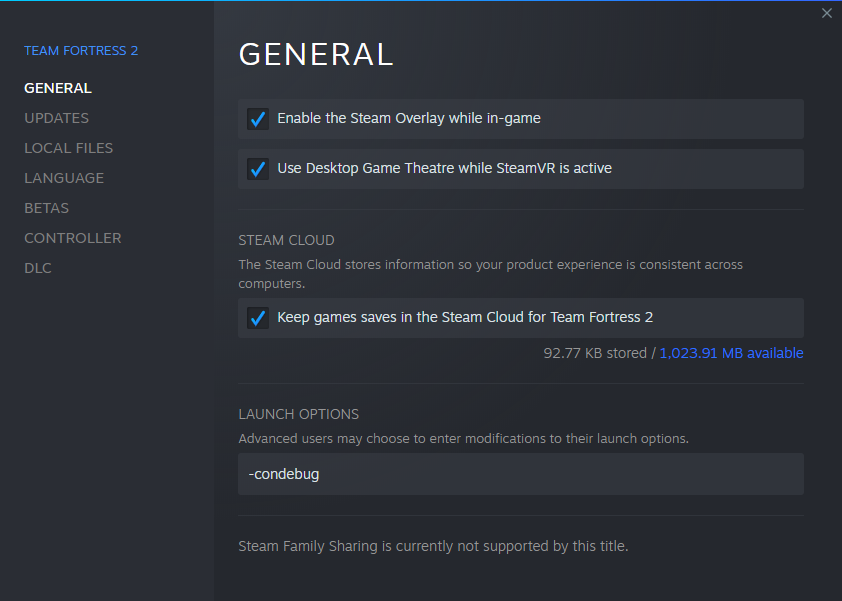 TEAM FORTRESS 2
GENERAL
UPDATES
LOCAL FILES
LANGUAGE
BETAS
CONTROLLER
DLC
GENERAL
Enable the Steam Overlay while in-game
Use Desktop Game Theatre while SteamVR is active
STEAM CLOUD
The Steam Cloud stores information so your product experience is consistent across
computers.
Keep games saves in the Steam Cloud for Team Fortress 2
92.77 KB stored / 1,023.91 MB available
LAUNCH OPTIONS
Advanced users may choose to enter modifications to their launch options.
-condebug
Steam Family Sharing is currently not supported by this title.